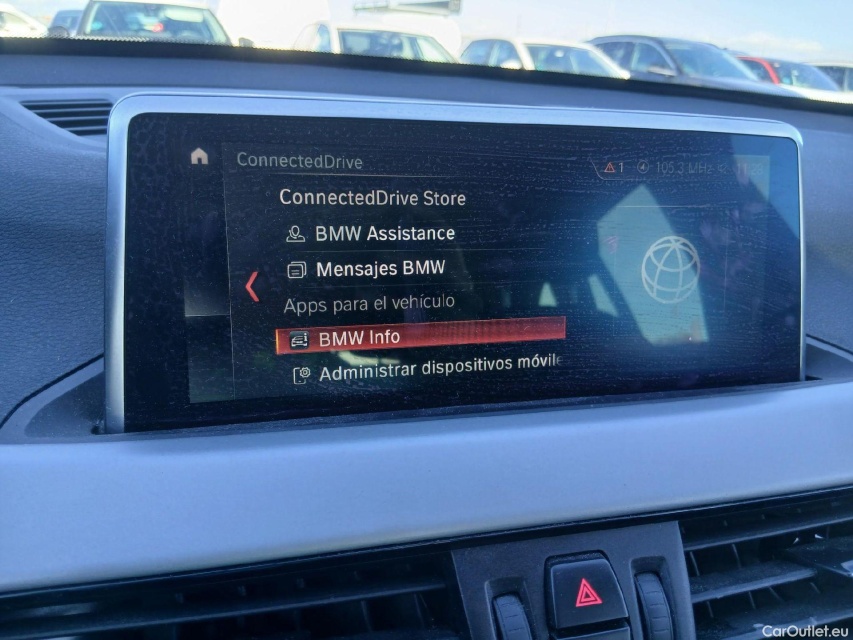 ConnectedDrive
1 105.3 MHz
ConnectedDrive Store
BMW Assistance
Mensajes BMW
Apps para el vehículo
BMW Info
Administrar dispositivos móvil
CarOutlet.eu